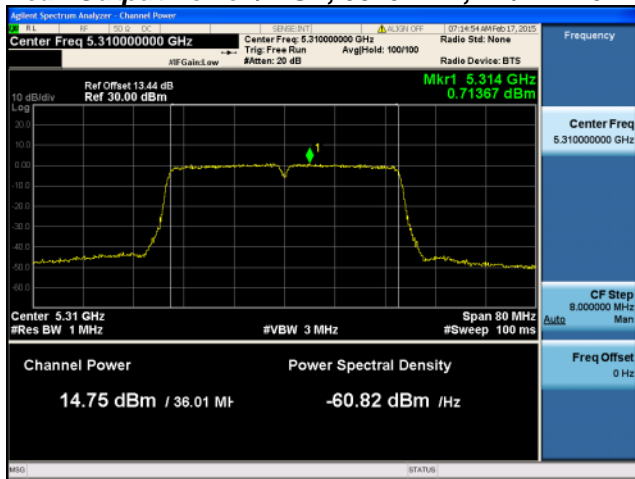 Agilent Spectrum Analyzer - Channel Power
RL RF 50 Ω DC SENSE:INT ALIGN OFF 07:14:54 AM Feb 17, 2015
Center Freq 5.310000000 GHz
Center Freq: 5.310000000 GHz
Radio Std: None
Trig: Free Run Avg|Hold: 100/100
#IFGain:Low #Atten: 20 dB Radio Device: BTS
Frequency
Ref Offset 13.44 dB
Ref 30.00 dBm
10 dB/div
Log
Mkr1 5.314 GHz
0.71367 dBm
20.0
10.0
0.00
-10.0
-20.0
-30.0
-40.0
-50.0
-60.0
1
Center 5.31 GHz Span 80 MHz
#Res BW 1 MHz #VBW 3 MHz #Sweep 100 ms
Channel Power Power Spectral Density
14.75 dBm / 36.01 MH -60.82 dBm /Hz
Center Freq
5.310000000 GHz
CF Step
8.000000 MHz
Auto Man
Freq Offset
0 Hz
MSG STATUS